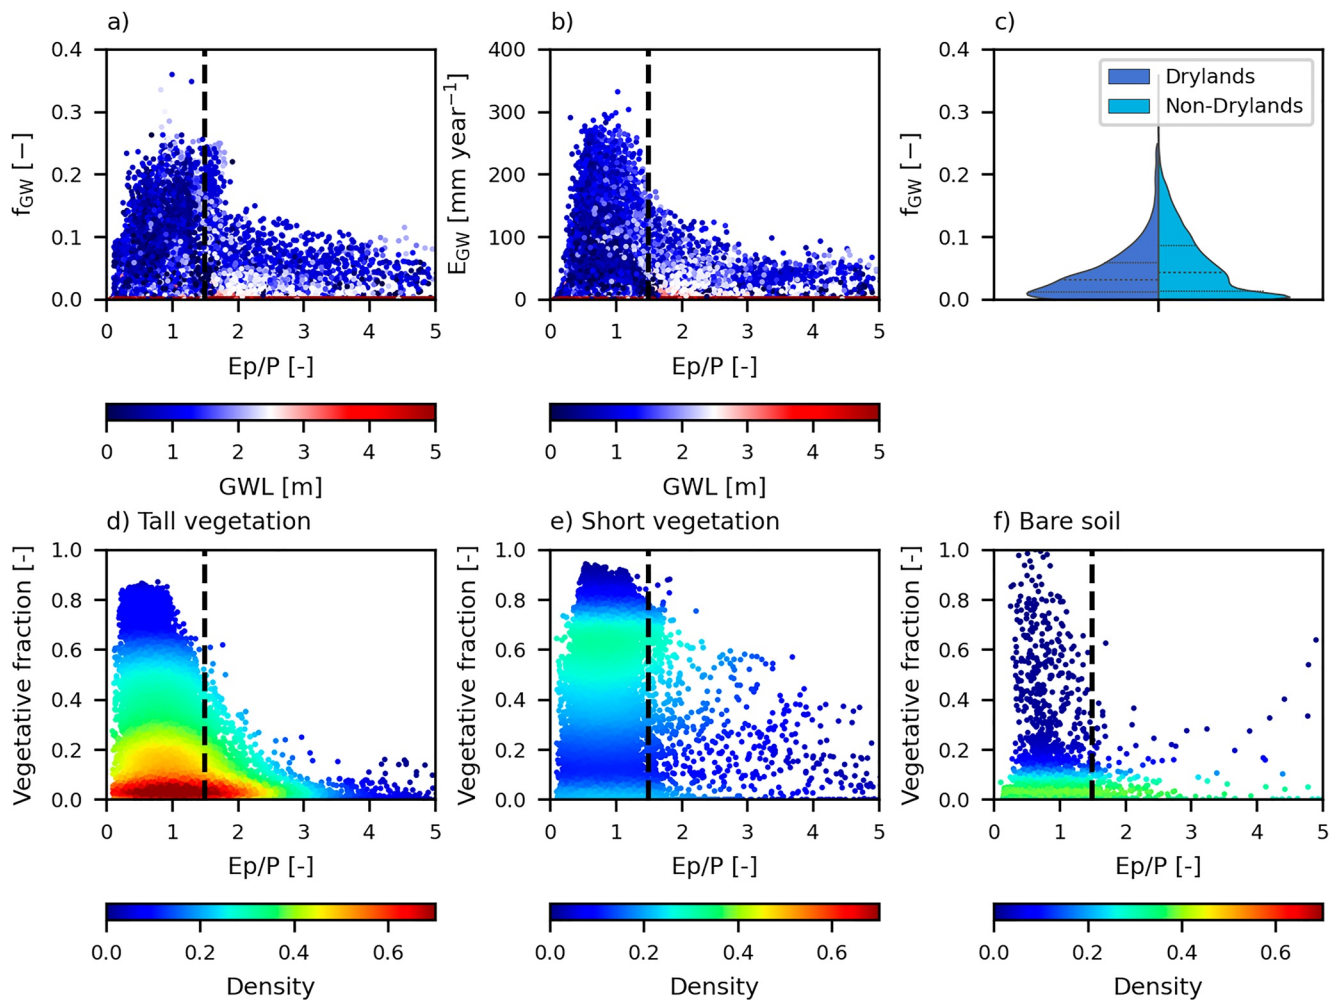 a)
0.4
0.3
0.2
0.1
0.0
f_GW [−]
0 1 2 3 4 5
Ep/P [-]
0 1 2 3 4 5
GWL [m]
b)
400
300
200
100
0
E_GW [mm year⁻¹]
0 1 2 3 4 5
Ep/P [-]
0 1 2 3 4 5
GWL [m]
c)
0.4
0.3
0.2
0.1
0.0
f_GW [−]
Drylands
Non-Drylands
d) Tall vegetation
1.0
0.8
0.6
0.4
0.2
0.0
Vegetative fraction [-]
0 1 2 3 4 5
Ep/P [-]
0.0 0.2 0.4 0.6
Density
e) Short vegetation
1.0
0.8
0.6
0.4
0.2
0.0
Vegetative fraction [-]
0 1 2 3 4 5
Ep/P [-]
0.0 0.2 0.4 0.6
Density
f) Bare soil
1.0
0.8
0.6
0.4
0.2
0.0
Vegetative fraction [-]
0 1 2 3 4 5
Ep/P [-]
0.0 0.2 0.4 0.6
Density